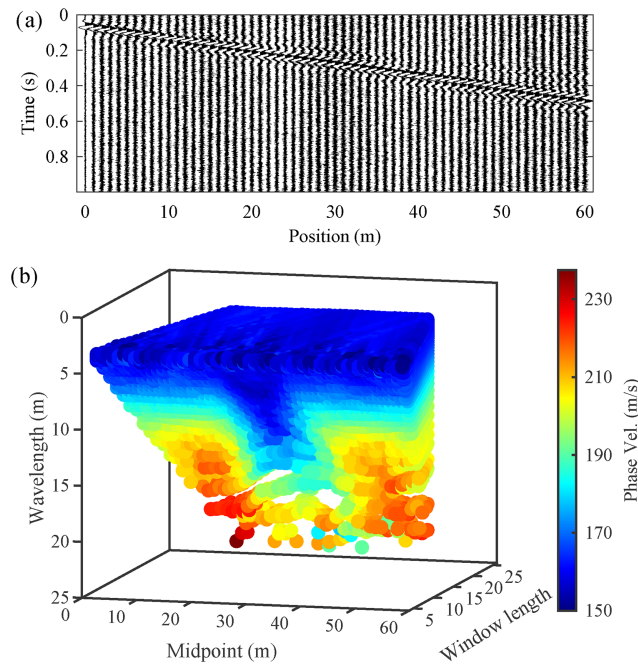 (a)
0
0.2
0.4
0.6
0.8
Time (s)
0 10 20 30 40 50 60
Position (m)
(b)
0
5
10
15
20
25
Wavelength (m)
0 10 20 30 40 50 60
Midpoint (m)
5 10 15 20 25
Window length
230
210
190
170
150
Phase Vel. (m/s)